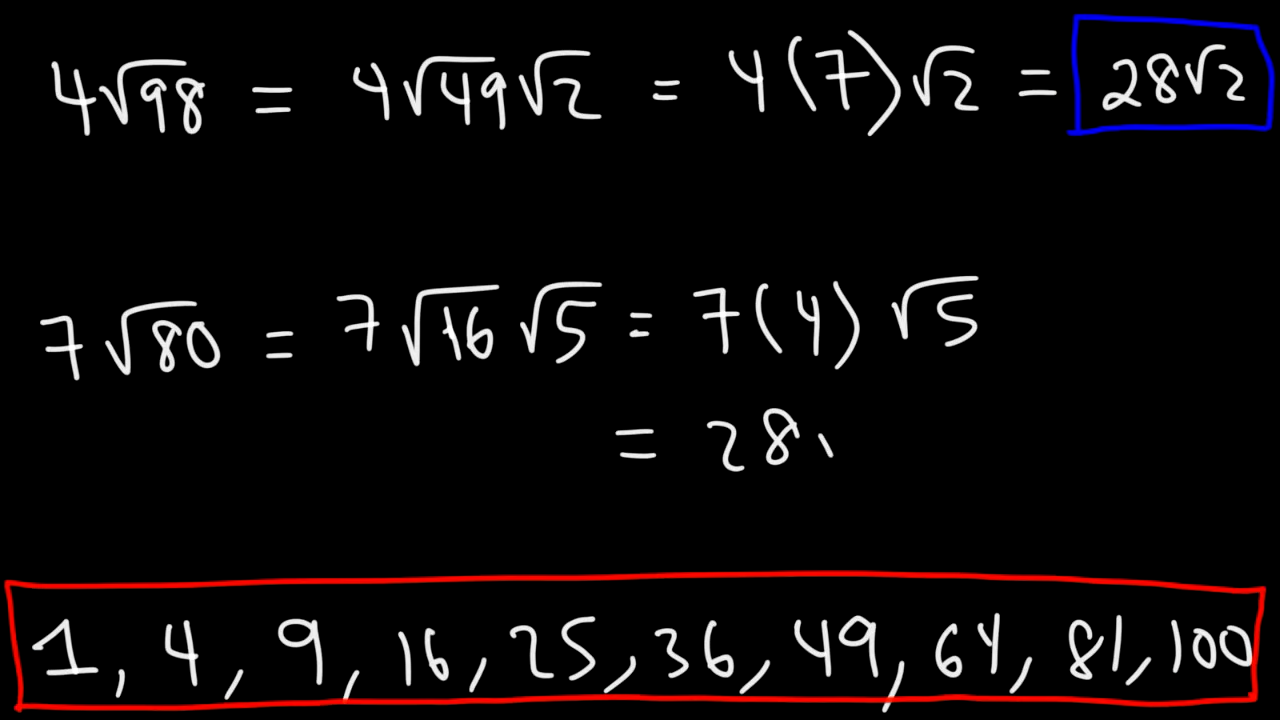 4√98 = 4√49√2 = 4(7)√2 = 28√2
7√80 = 7√16√5 = 7(4)√5
= 28
1, 4, 9, 16, 25, 36, 49, 64, 81, 100